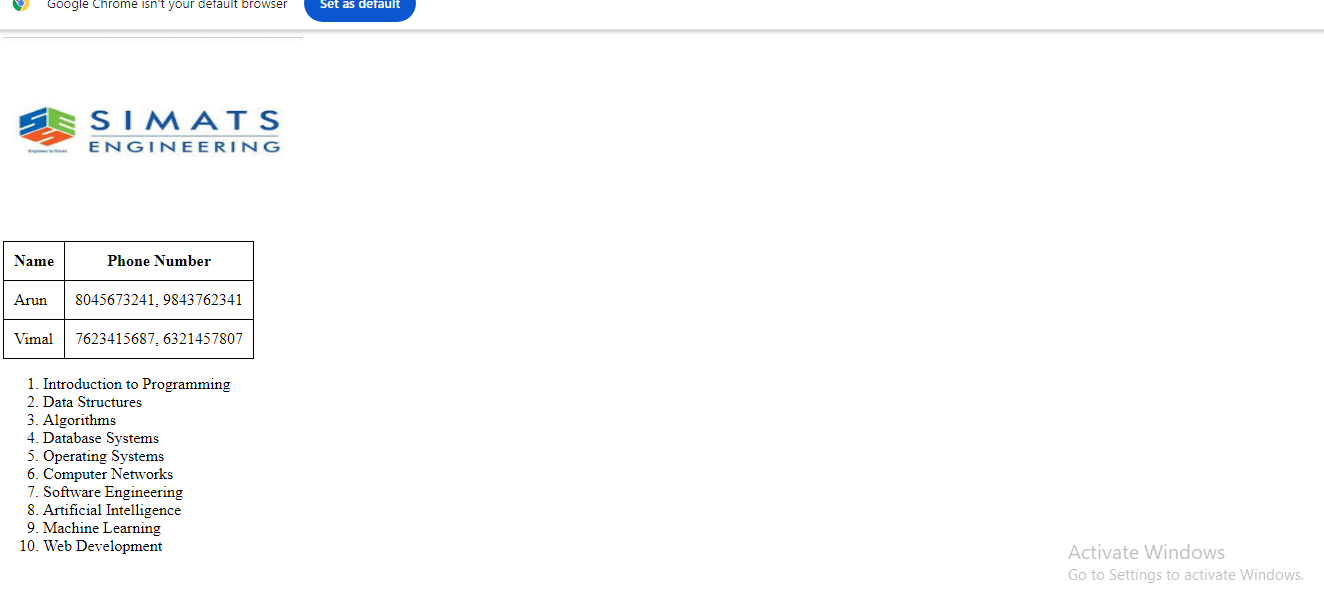 Google Chrome isn't your default browser Set as default
SIMATS
ENGINEERING
Name Phone Number
Arun 8045673241, 9843762341
Vimal 7623415687, 6321457807
1. Introduction to Programming
2. Data Structures
3. Algorithms
4. Database Systems
5. Operating Systems
6. Computer Networks
7. Software Engineering
8. Artificial Intelligence
9. Machine Learning
10. Web Development
Activate Windows
Go to Settings to activate Windows.